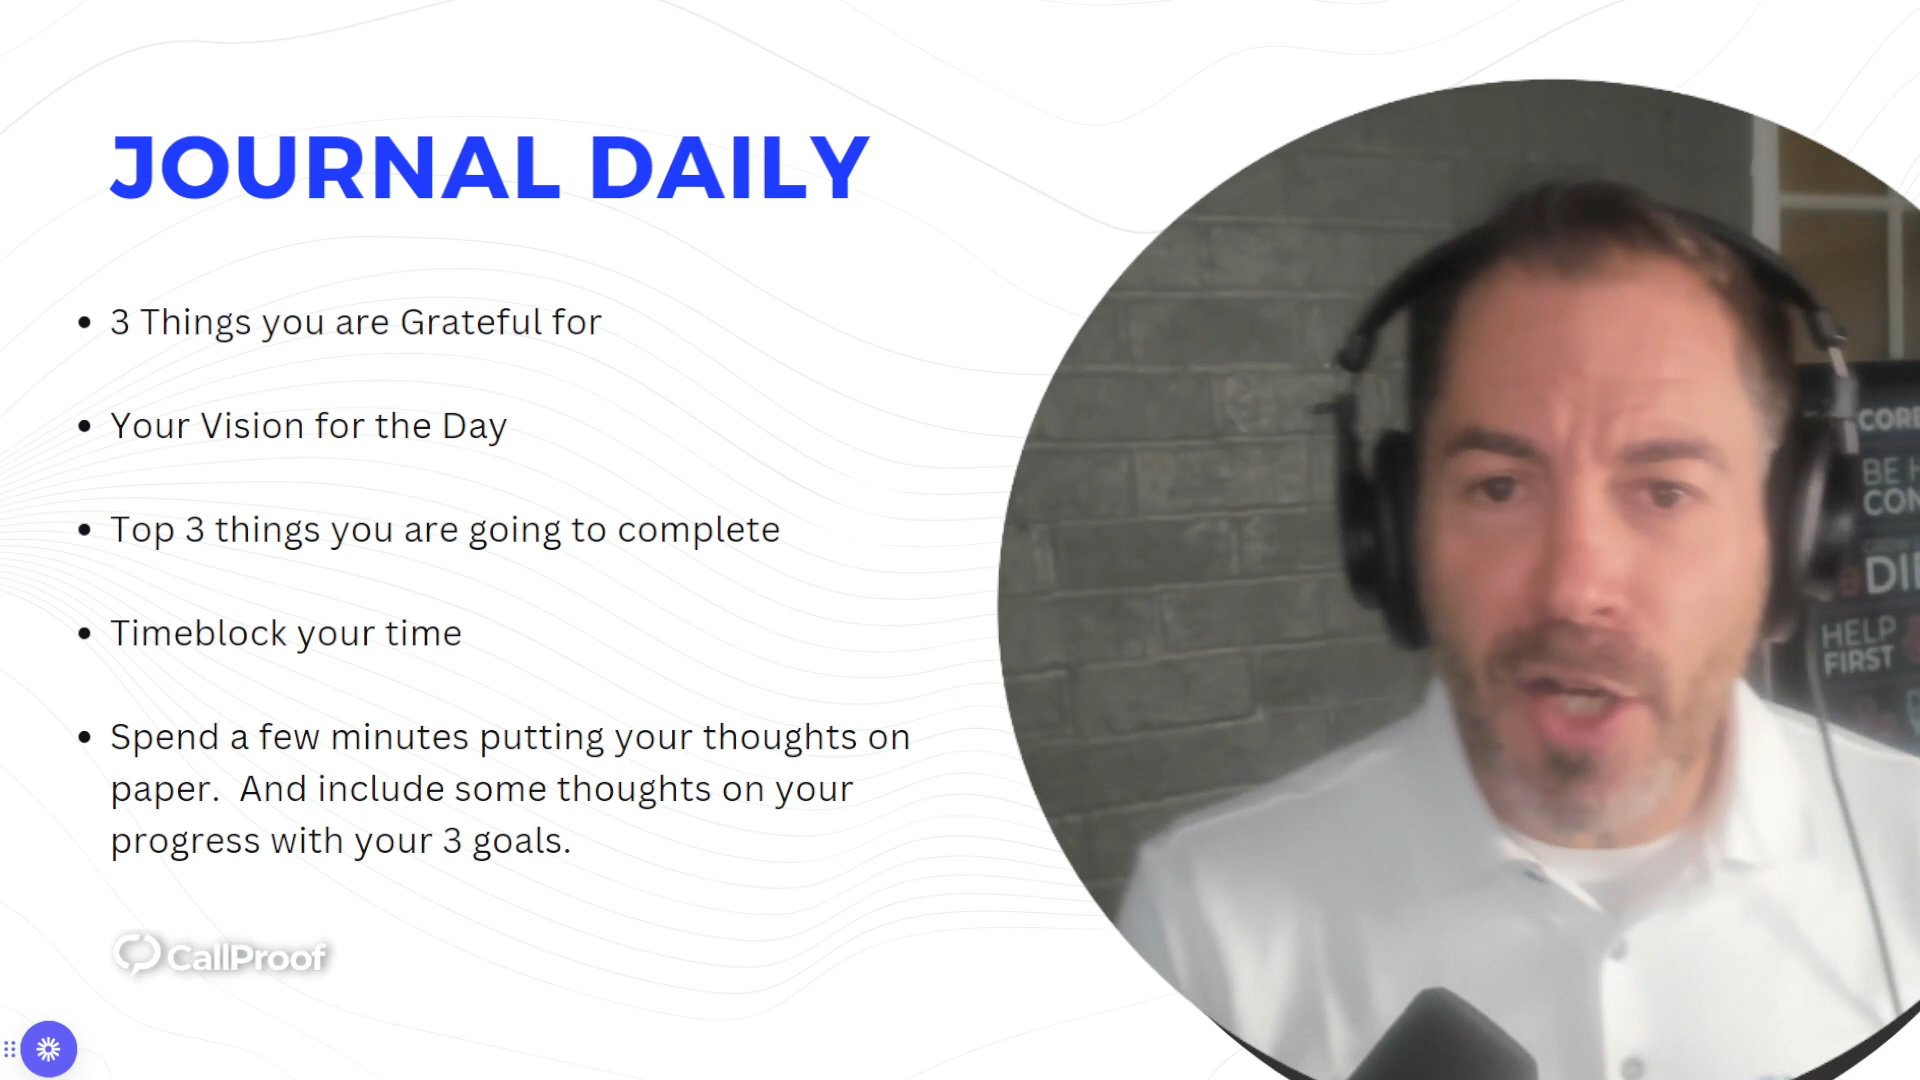 JOURNAL DAILY
• 3 Things you are Grateful for
• Your Vision for the Day
• Top 3 things you are going to complete
• Timeblock your time
• Spend a few minutes putting your thoughts on
paper. And include some thoughts on your
progress with your 3 goals.
CallProof
BE
HELP
FIRST